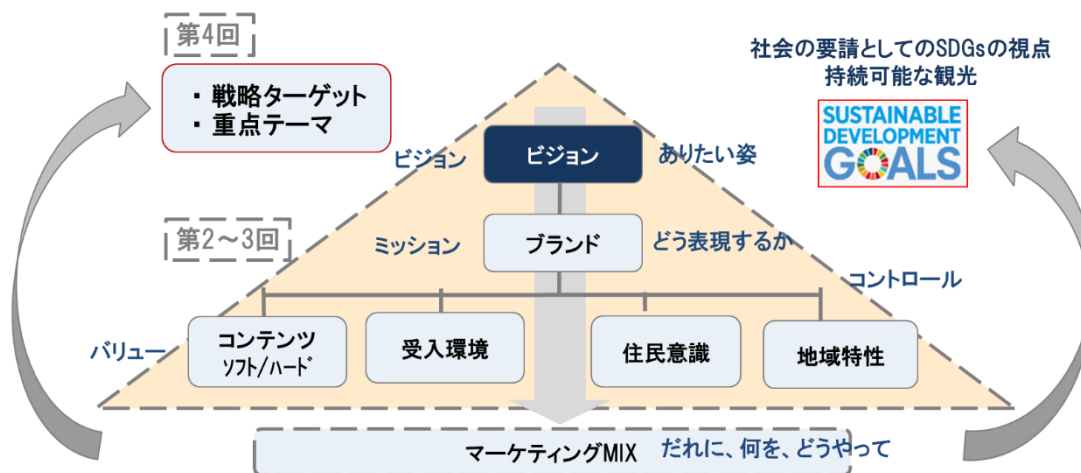 第4回
・ 戦略ターゲット
・ 重点テーマ
社会の要請としてのSDGsの視点
持続可能な観光
SUSTAINABLE
DEVELOPMENT
GOALS
ビジョン
ビジョン
ありたい姿
第2～3回
ミッション
ブランド
どう表現するか
コントロール
バリュー
コンテンツ
ソフト/ハード
受入環境
住民意識
地域特性
マーケティングMIX
だれに、何を、どうやって